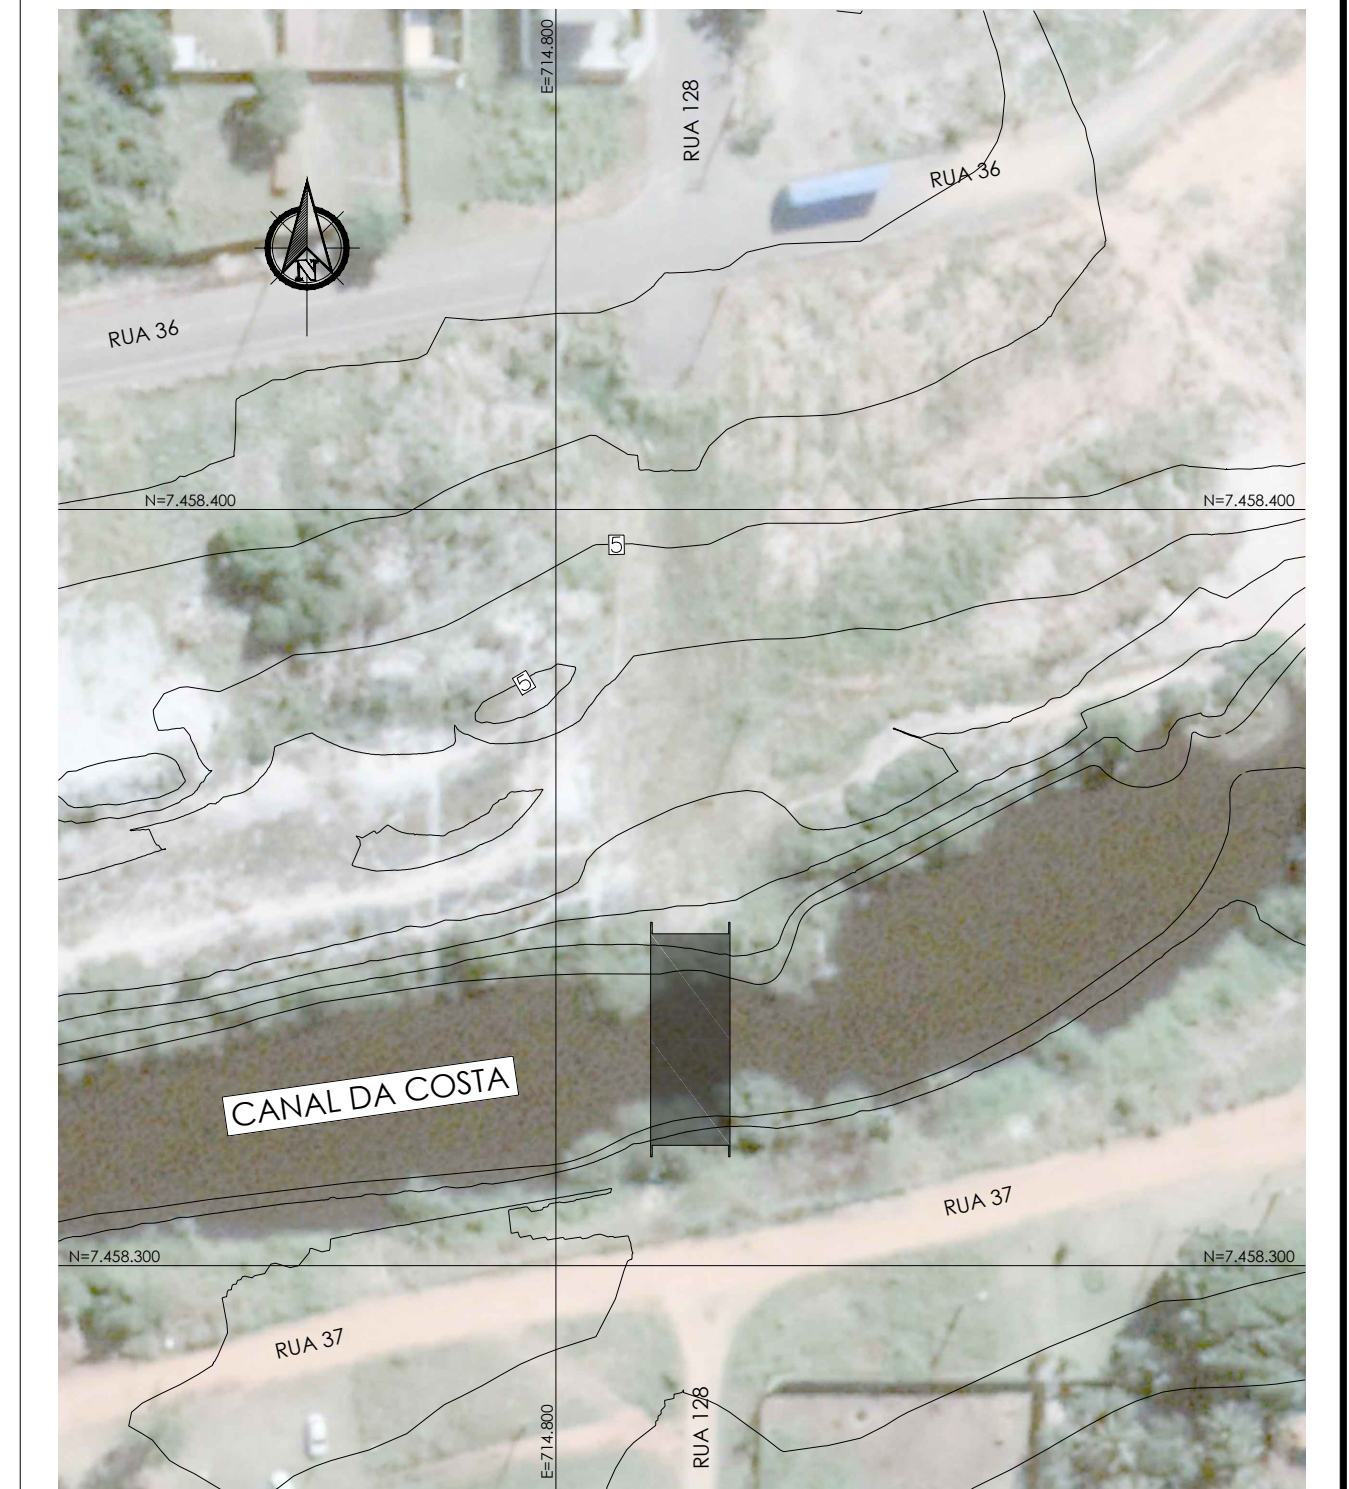 E=714.800
RUA 128
RUA 36
N
RUA 36
N=7.458.400
N=7.458.400
5
5
CANAL DA COSTA
RUA 37
N=7.458.300
N=7.458.300
RUA 37
E=714.800
RUA 128